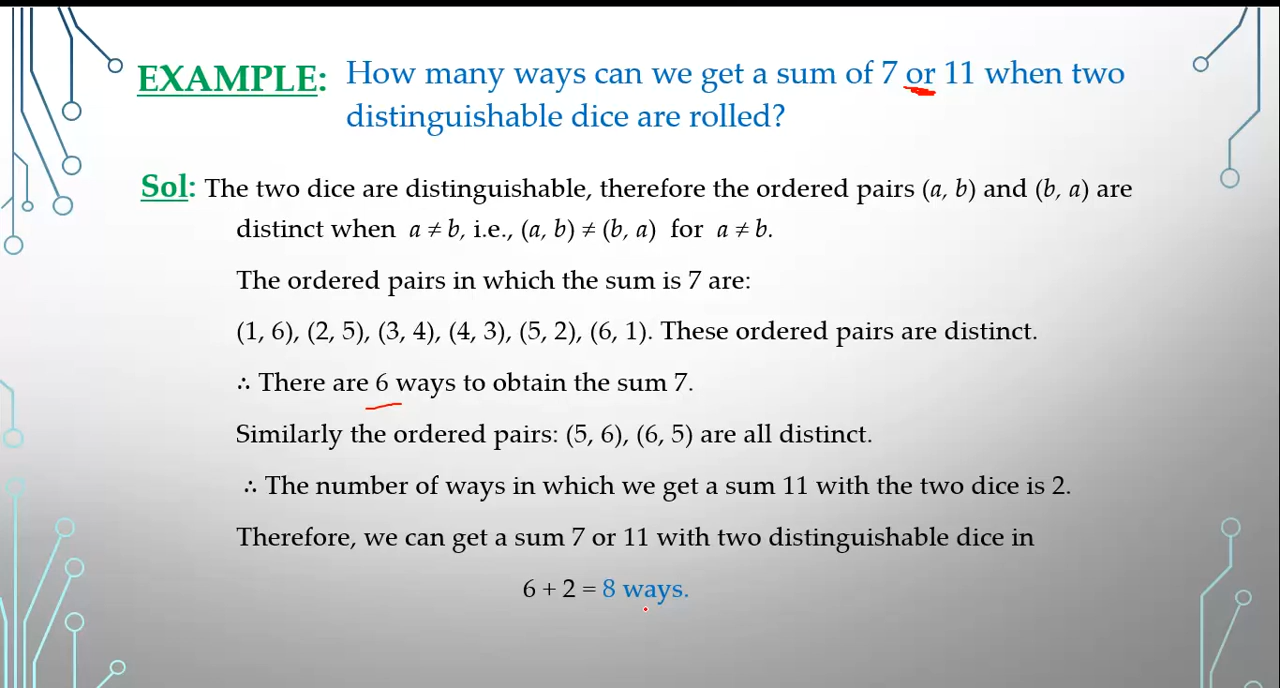 EXAMPLE: How many ways can we get a sum of 7 or 11 when two
distinguishable dice are rolled?
Sol: The two dice are distinguishable, therefore the ordered pairs (a, b) and (b, a) are
distinct when a ≠ b, i.e., (a, b) ≠ (b, a) for a ≠ b.
The ordered pairs in which the sum is 7 are:
(1, 6), (2, 5), (3, 4), (4, 3), (5, 2), (6, 1). These ordered pairs are distinct.
∴ There are 6 ways to obtain the sum 7.
Similarly the ordered pairs: (5, 6), (6, 5) are all distinct.
∴ The number of ways in which we get a sum 11 with the two dice is 2.
Therefore, we can get a sum 7 or 11 with two distinguishable dice in
6 + 2 = 8 ways.